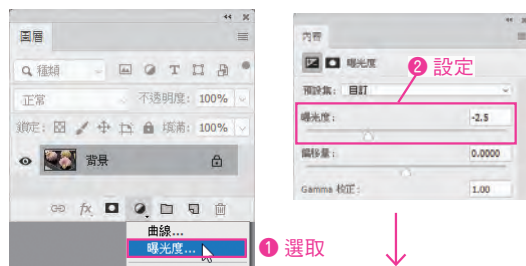 圖層
種類
正常
不透明度: 100%
鎖定:
填滿: 100%
背景
fx
曲線...
曝光度...
❶ 選取
內容
曝光度
❷ 設定
預設集: 自訂
曝光度:
-2.5
偏移量:
0.0000
Gamma 校正:
1.00